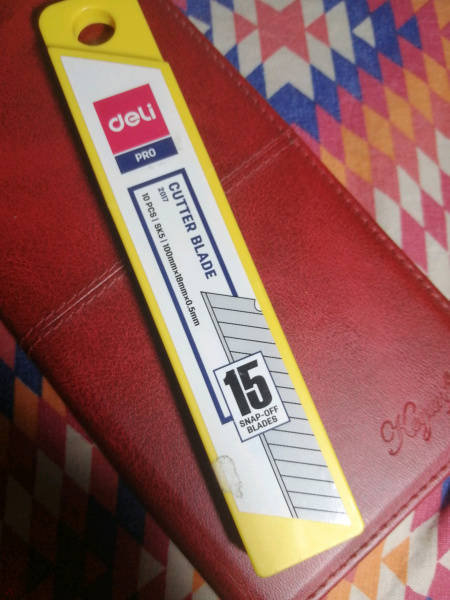 deli
PRO
CUTTER BLADE
2017
10 PCS | SK5 | 100mm×18mm×0.5mm
15
SNAP-OFF
BLADES